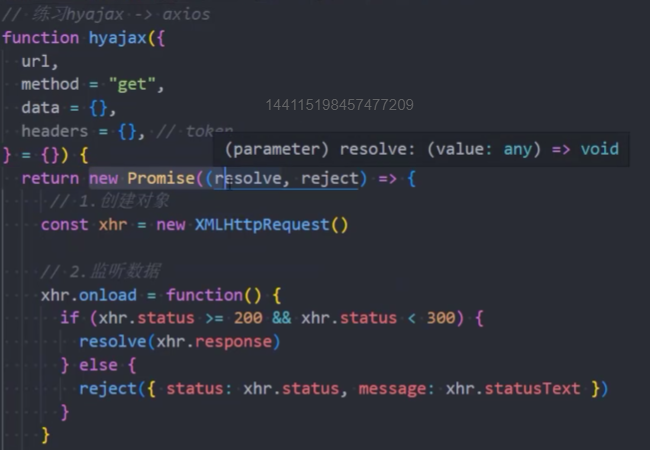 // 练习hyajax -> axios
function hyajax({
url,
method = "get",
data = {},
144115198457477209
headers = {}, // token
(parameter) resolve: (value: any) => void
} = {}) {
return new Promise((resolve, reject) => {
// 1.创建对象
const xhr = new XMLHttpRequest()
// 2.监听数据
xhr.onload = function() {
if (xhr.status >= 200 && xhr.status < 300) {
resolve(xhr.response)
} else {
reject({ status: xhr.status, message: xhr.statusText })
}
}